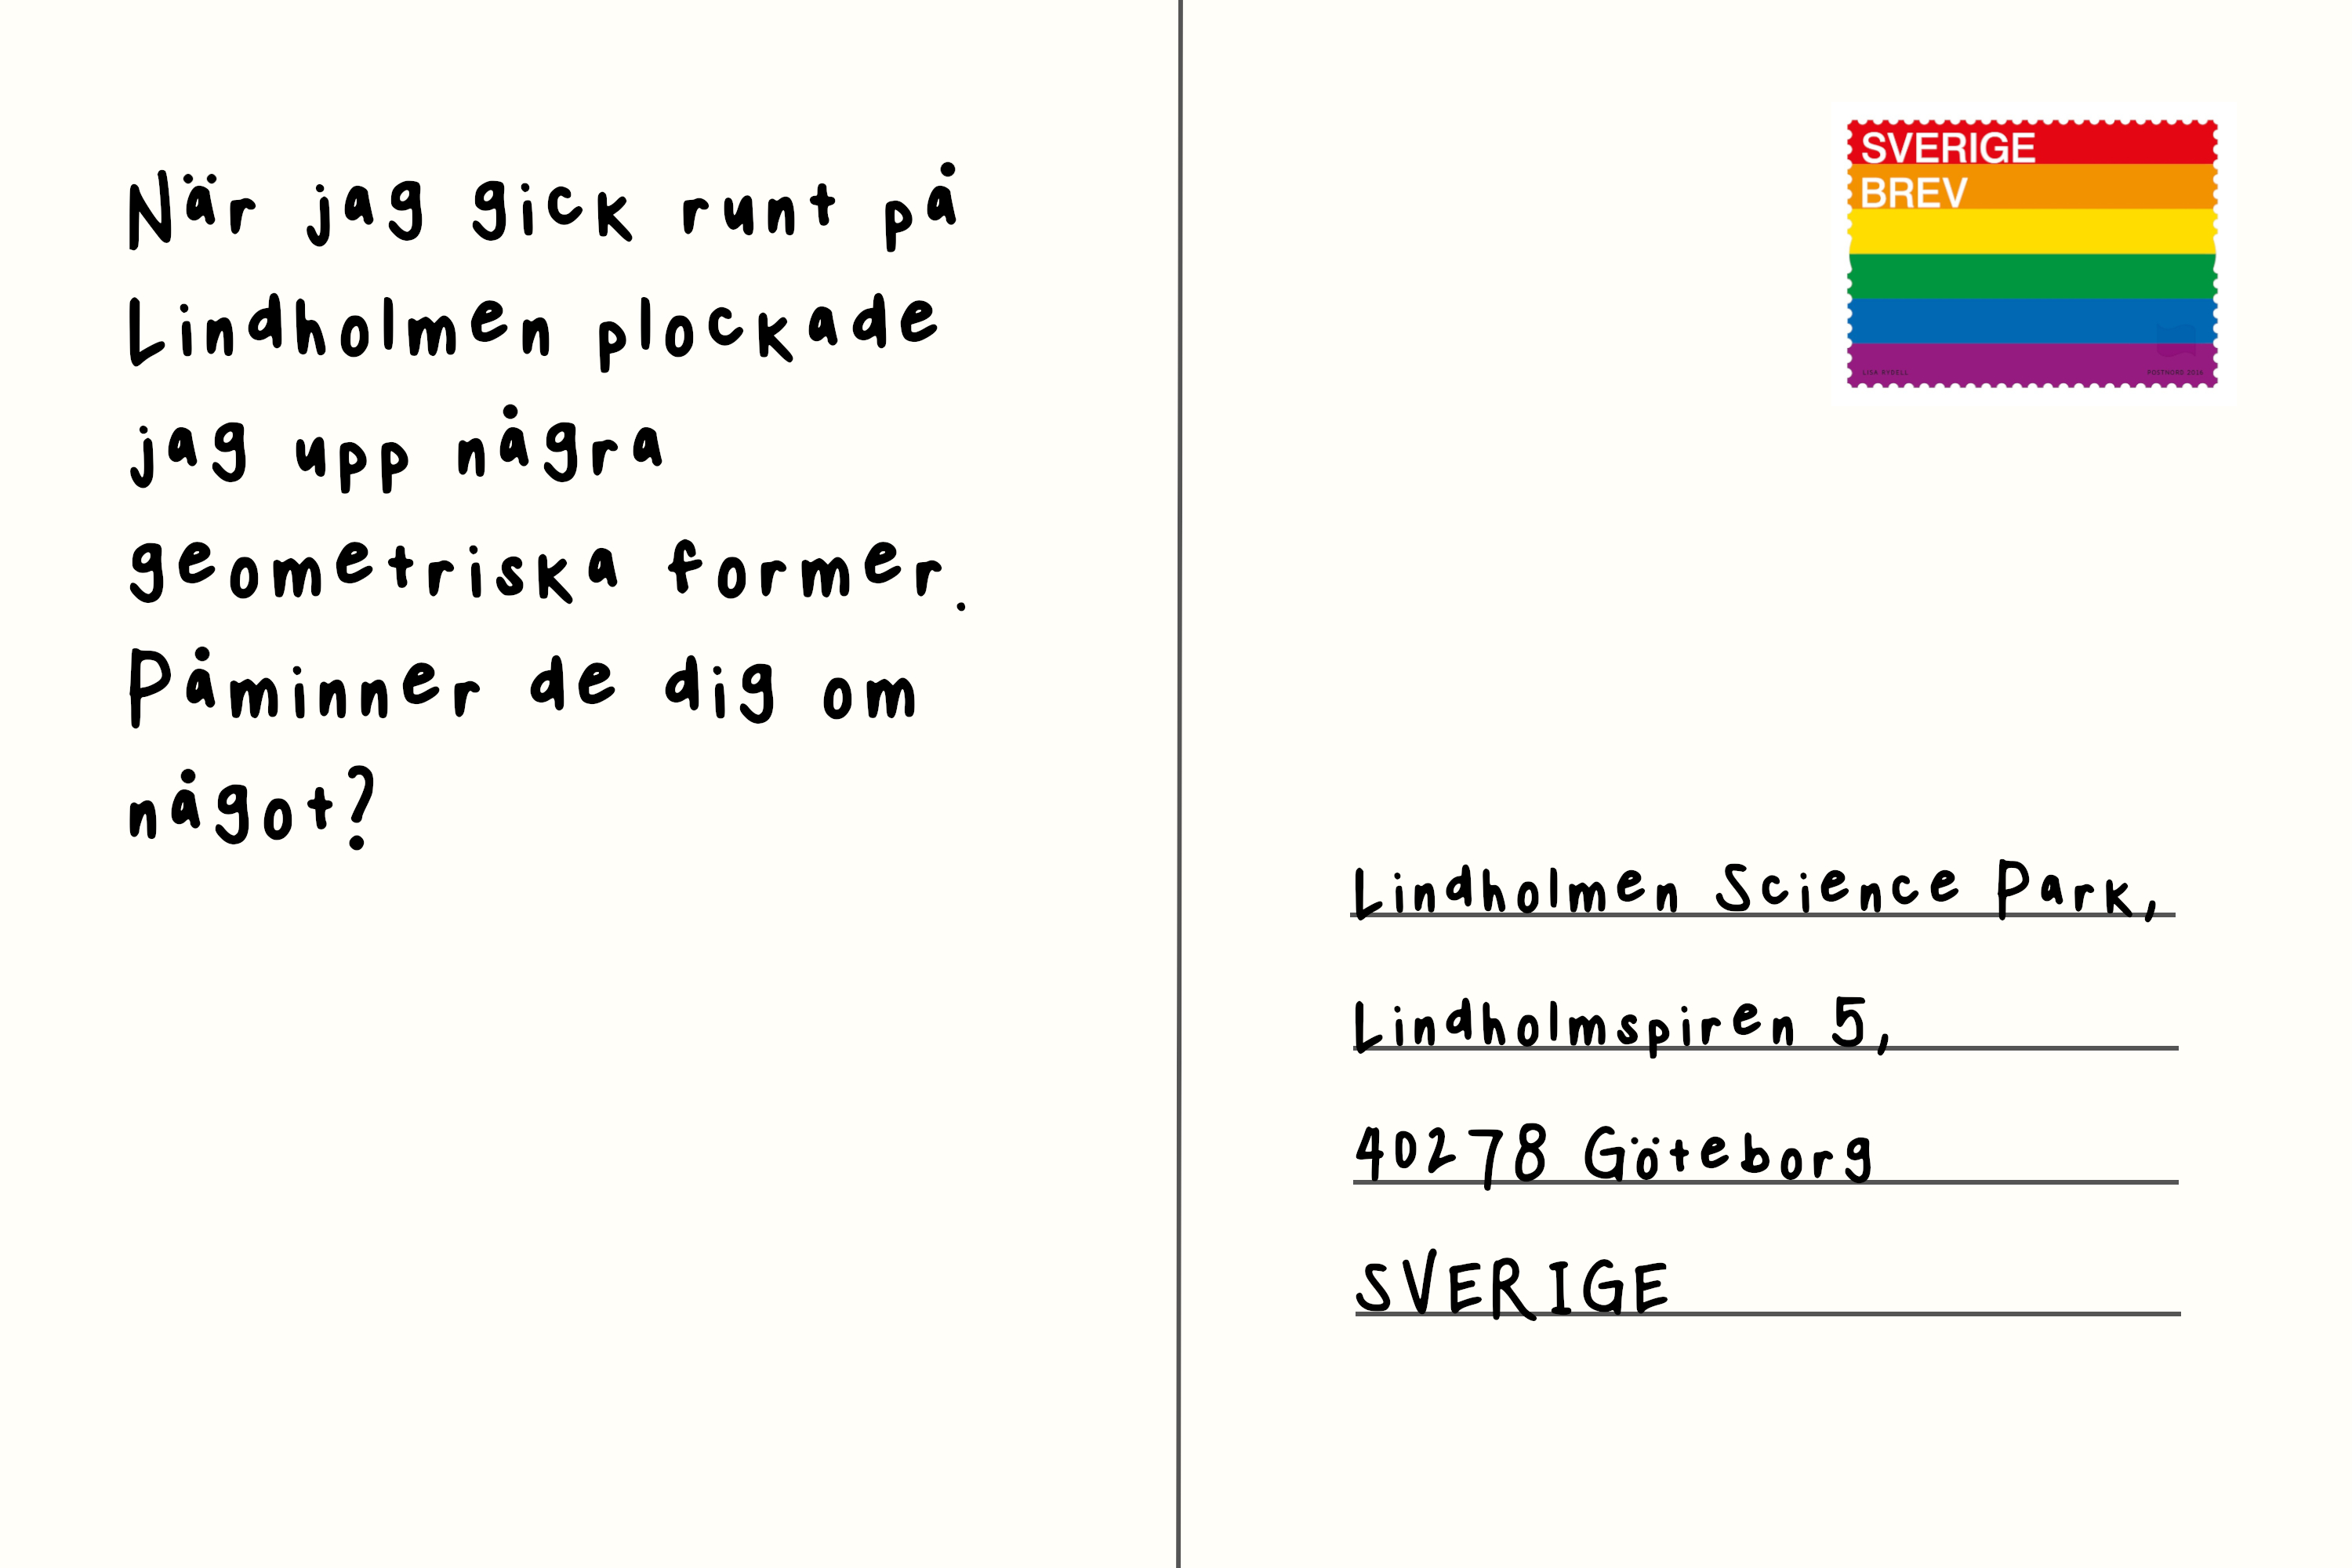 När jag gick runt på
Lindholmen plockade
jag upp några
geometriska former.
Påminner de dig om
något?
SVERIGE
BREV
LISA RYDELL
POSTNORD 2016
Lindholmen Science Park,
Lindholmspiren 5,
40278 Göteborg
SVERIGE